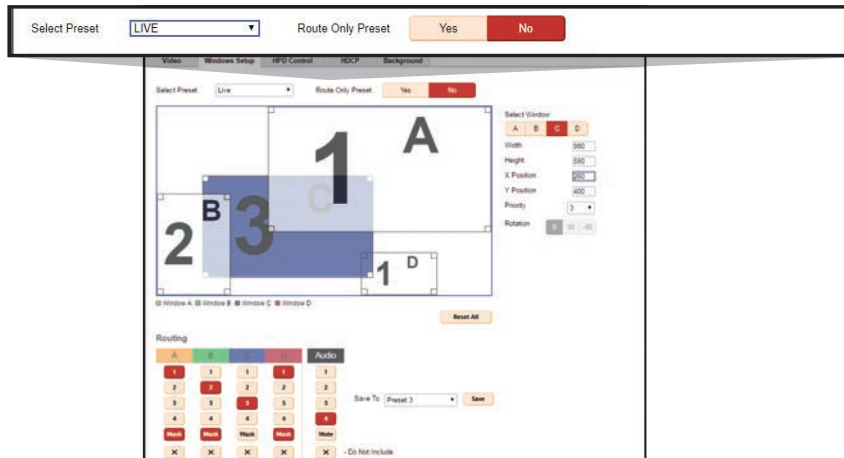 Select Preset LIVE Route Only Preset Yes No
Video Windows Setup HPD Control HDCP Background
Select Preset Live Route Only Preset Yes No
Select Window
A B C D
Width 980
Height 580
X Position 260
Y Position 400
Priority 3
Rotation 0 90 -90
1 A
2 B 3 C
1 D
Window A Window B Window C Window D
Reset All
Routing
A B C D Audio
1 1 1 1 1
2 2 2 2 2
3 3 3 3 3
Save To Preset 3 Save
4 4 4 4 4
Mask Mask Mask Mask Mute
X X X X X - Do Not Include